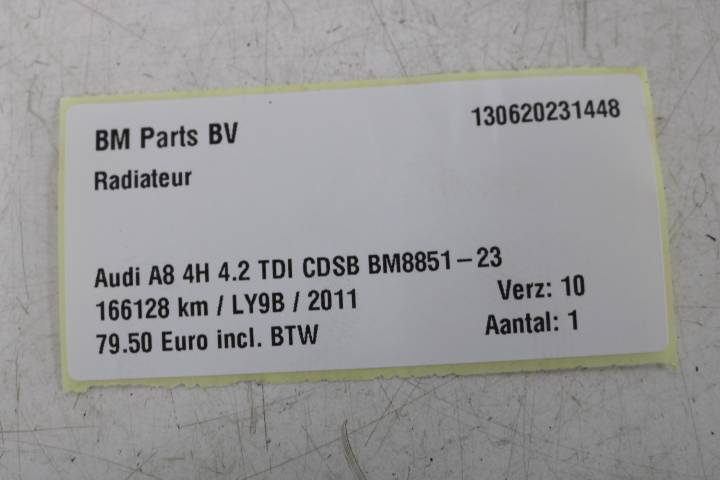 BM Parts BV 130620231448
Radiateur
Audi A8 4H 4.2 TDI CDSB BM8851-23
166128 km / LY9B / 2011 Verz: 10
79.50 Euro incl. BTW Aantal: 1